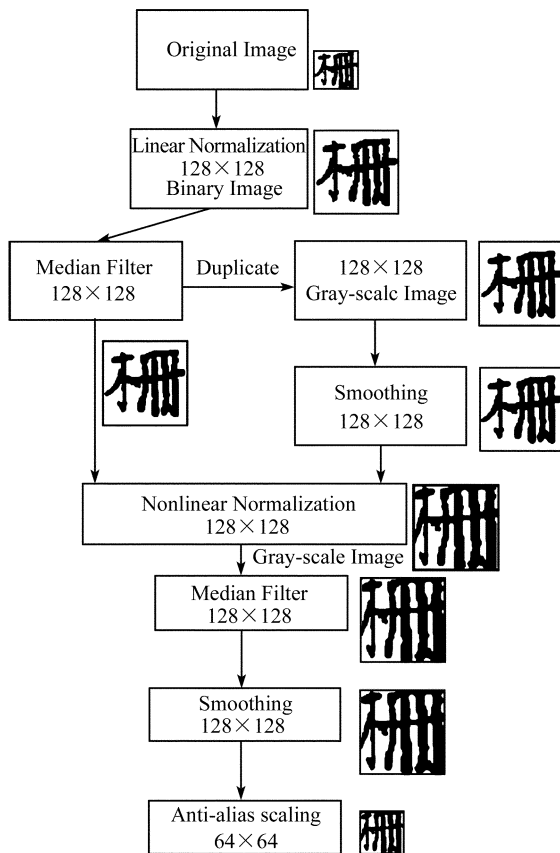 Original Image
Linear Normalization
128×128
Binary Image
Median Filter
128×128
Duplicate
128×128
Gray-scalc Image
Smoothing
128×128
Nonlinear Normalization
128×128
Gray-scale Image
Median Filter
128×128
Smoothing
128×128
Anti-alias scaling
64×64